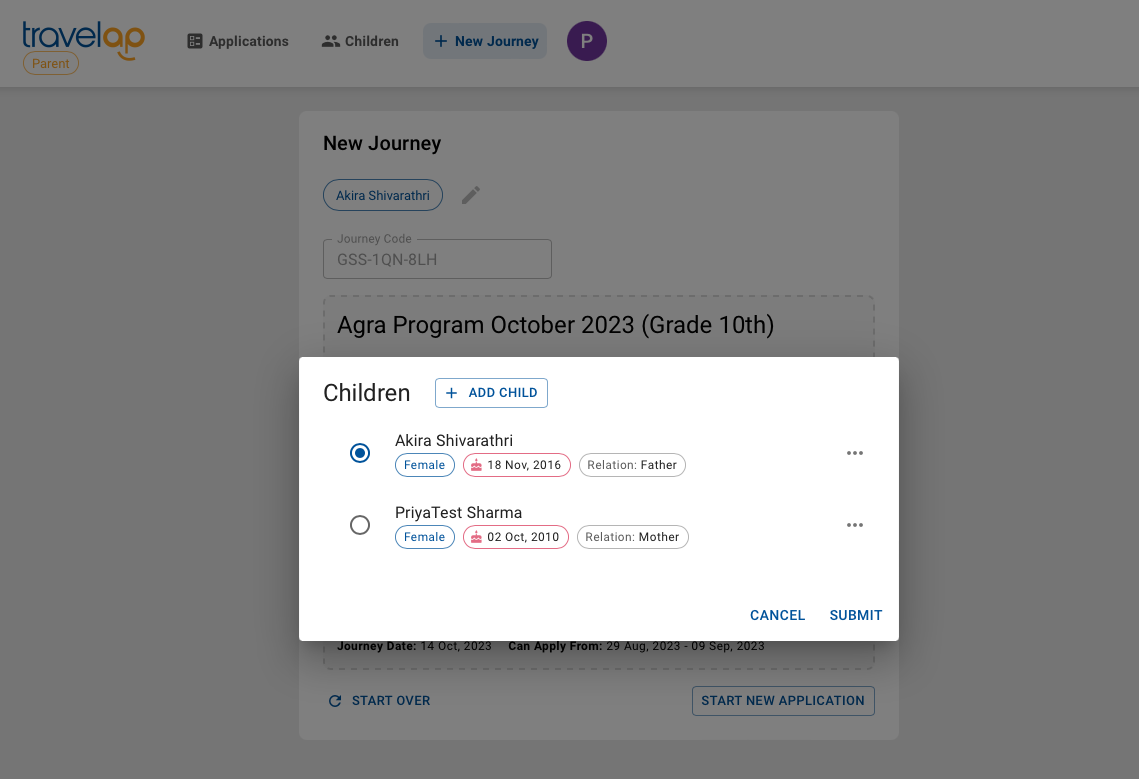 travelap
Parent
Applications
Children
+ New Journey
P
New Journey
Akira Shivarathri
Journey Code
GSS-1QN-8LH
Agra Program October 2023 (Grade 10th)
Children
+ ADD CHILD
Akira Shivarathri
Female
18 Nov, 2016
Relation: Father
PriyaTest Sharma
Female
02 Oct, 2010
Relation: Mother
CANCEL
SUBMIT
Journey Date: 14 Oct, 2023 Can Apply From: 29 Aug, 2023 - 09 Sep, 2023
START OVER
START NEW APPLICATION